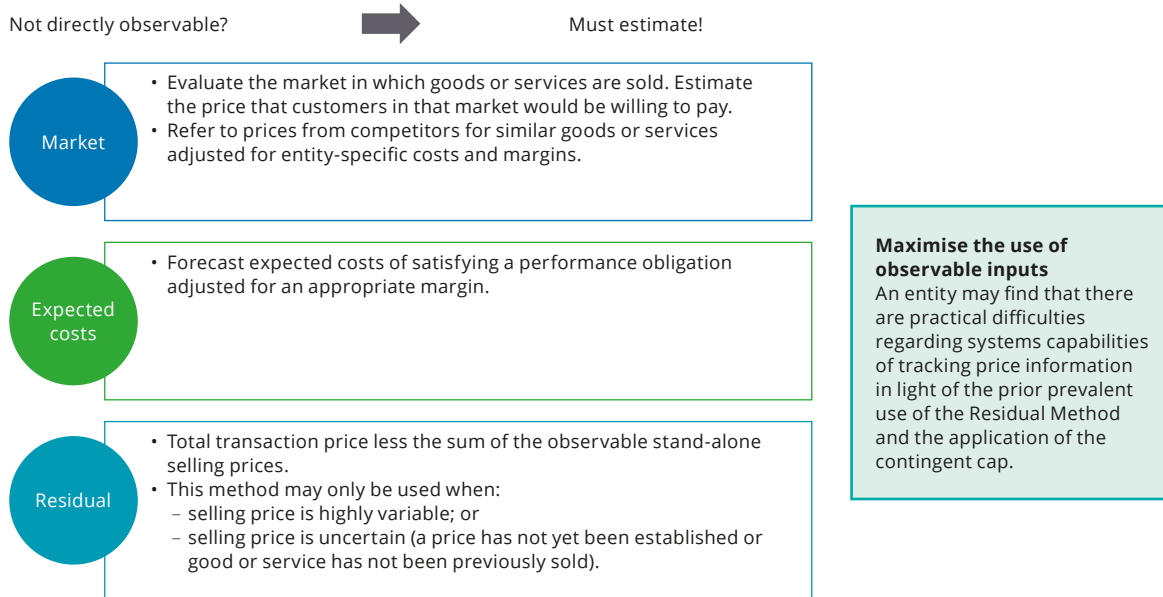 Not directly observable?
Must estimate!
Market
• Evaluate the market in which goods or services are sold. Estimate
the price that customers in that market would be willing to pay.
• Refer to prices from competitors for similar goods or services
adjusted for entity-specific costs and margins.
Expected
costs
• Forecast expected costs of satisfying a performance obligation
adjusted for an appropriate margin.
Residual
• Total transaction price less the sum of the observable stand-alone
selling prices.
• This method may only be used when:
– selling price is highly variable; or
– selling price is uncertain (a price has not yet been established or
good or service has not been previously sold).
Maximise the use of
observable inputs
An entity may find that there
are practical difficulties
regarding systems capabilities
of tracking price information
in light of the prior prevalent
use of the Residual Method
and the application of the
contingent cap.